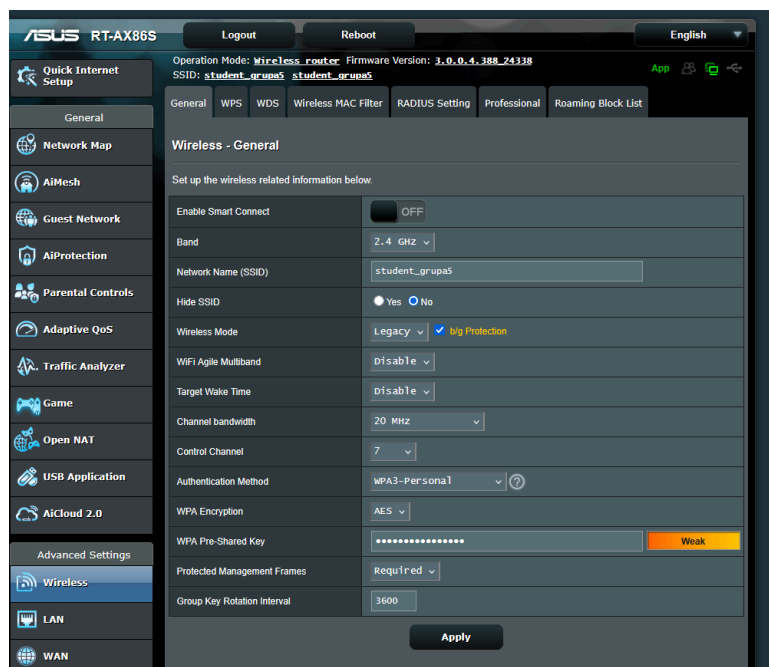 ASUS RT-AX86S Logout Reboot English
Quick Internet Setup
Operation Mode: Wireless router Firmware Version: 3.0.0.4.388_24338
SSID: student_grupa5 student_grupa5
App
General WPS WDS Wireless MAC Filter RADIUS Setting Professional Roaming Block List
General
Network Map
AiMesh
Guest Network
AiProtection
Parental Controls
Adaptive QoS
Traffic Analyzer
Game
Open NAT
USB Application
AiCloud 2.0
Advanced Settings
Wireless
LAN
WAN
Wireless - General
Set up the wireless related information below.
Enable Smart Connect OFF
Band 2.4 GHz
Network Name (SSID) student_grupa5
Hide SSID Yes No
Wireless Mode Legacy b/g Protection
WiFi Agile Multiband Disable
Target Wake Time Disable
Channel bandwidth 20 MHz
Control Channel 7
Authentication Method WPA3-Personal ?
WPA Encryption AES
WPA Pre-Shared Key •••••••••••••••• Weak
Protected Management Frames Required
Group Key Rotation Interval 3600
Apply